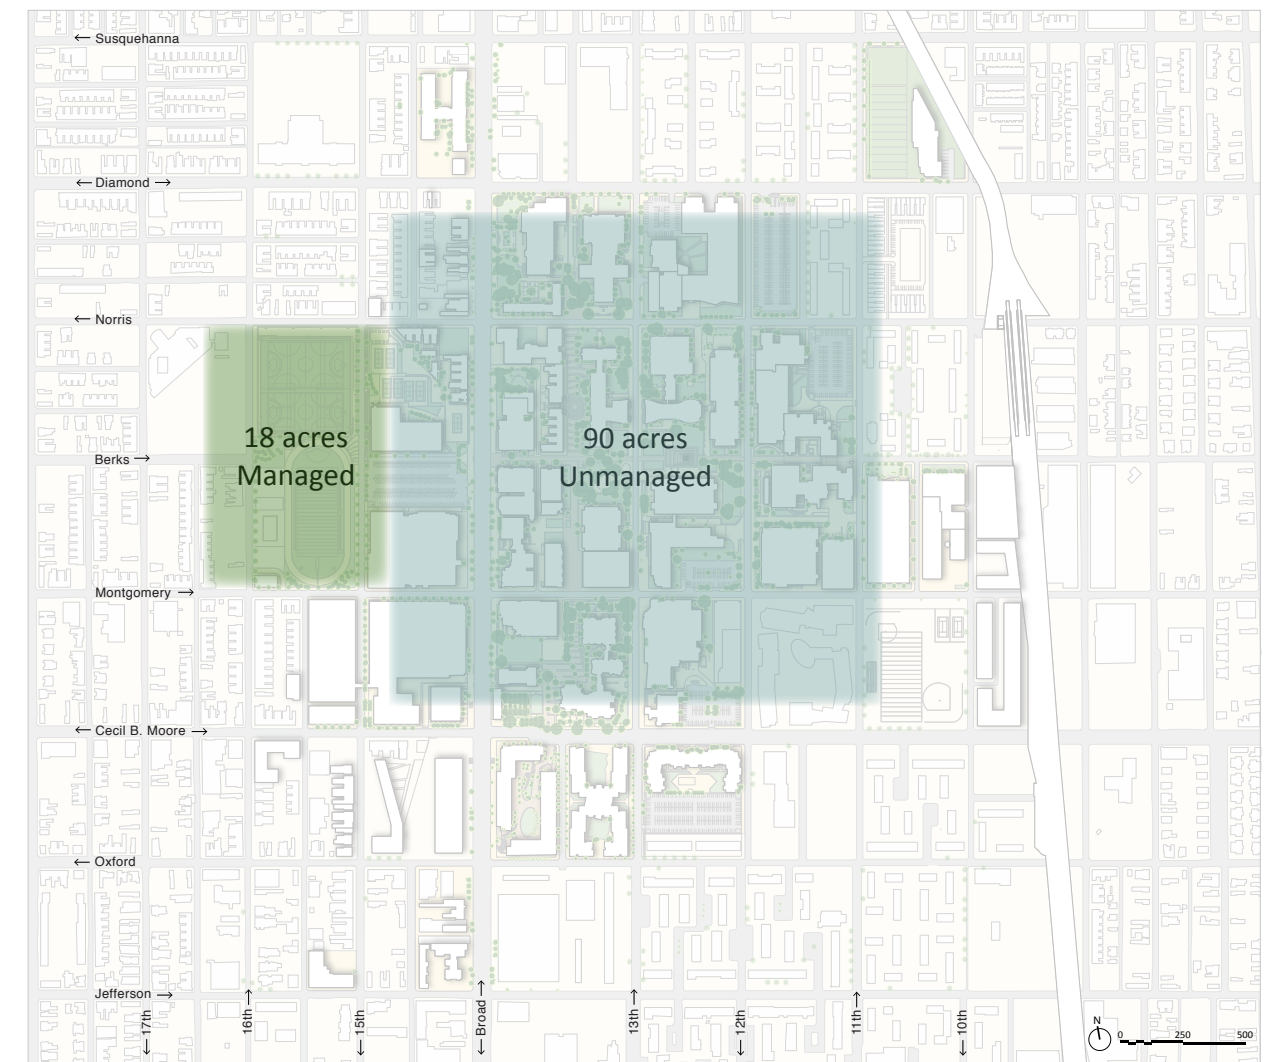 ← Susquehanna
← Diamond →
← Norris
18 acres
Managed
90 acres
Unmanaged
Berks →
Montgomery →
← Cecil B. Moore →
← Oxford
Jefferson →
← 17th
16th →
← 15th
← Broad →
13th →
← 12th
11th →
← 10th
N
0 250 500